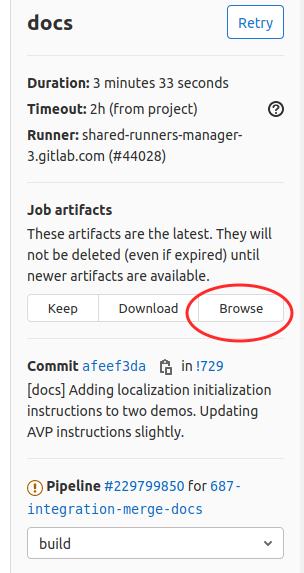 docs
Retry
Duration: 3 minutes 33 seconds
Timeout: 2h (from project)
Runner: shared-runners-manager-
3.gitlab.com (#44028)
Job artifacts
These artifacts are the latest. They will
not be deleted (even if expired) until
newer artifacts are available.
Keep
Download
Browse
Commit afeef3da in !729
[docs] Adding localization initialization
instructions to two demos. Updating
AVP instructions slightly.
Pipeline #229799850 for 687-
integration-merge-docs
build